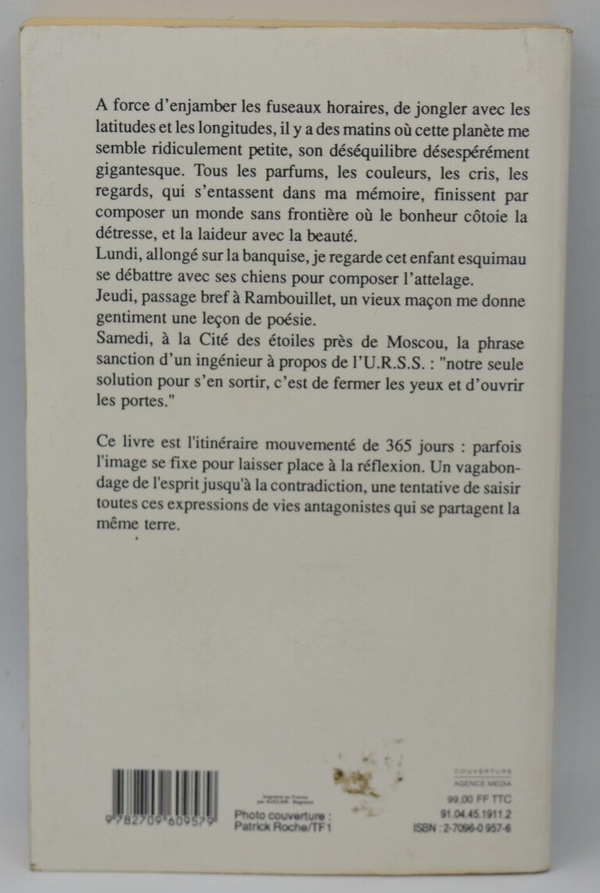 A force d'enjamber les fuseaux horaires, de jongler avec les
latitudes et les longitudes, il y a des matins où cette planète me
semble ridiculement petite, son déséquilibre désespérément
gigantesque. Tous les parfums, les couleurs, les cris, les
regards, qui s'entassent dans ma mémoire, finissent par
composer un monde sans frontière où le bonheur côtoie la
détresse, et la laideur avec la beauté.
Lundi, allongé sur la banquise, je regarde cet enfant esquimau
se débattre avec ses chiens pour composer l'attelage.
Jeudi, passage bref à Rambouillet, un vieux maçon me donne
gentiment une leçon de poésie.
Samedi, à la Cité des étoiles près de Moscou, la phrase
sanction d'un ingénieur à propos de l'U.R.S.S. : "notre seule
solution pour s'en sortir, c'est de fermer les yeux et d'ouvrir
les portes."
Ce livre est l'itinéraire mouvementé de 365 jours : parfois
l'image se fixe pour laisser place à la réflexion. Un vagabon-
dage de l'esprit jusqu'à la contradiction, une tentative de saisir
toutes ces expressions de vies antagonistes qui se partagent la
même terre.
9 782709 609579
Imprimé en France
Photo couverture :
Patrick Roche/TF1
COUVERTURE
AGENCE MEDIA
99,00 FF TTC
91.04.45.1911.2
ISBN : 2-7096-0 957-6